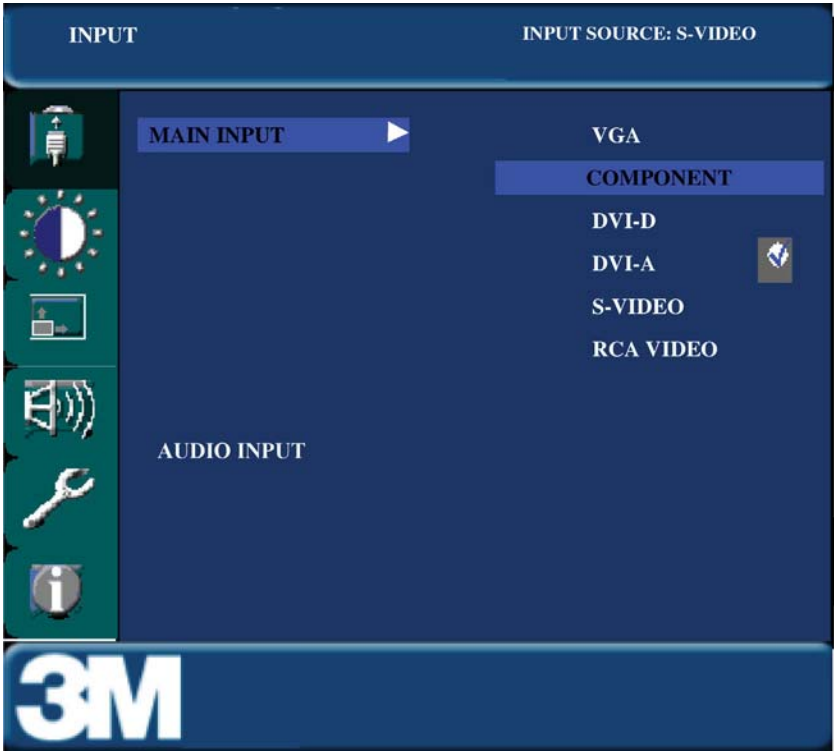 INPUT
INPUT SOURCE: S-VIDEO
MAIN INPUT
VGA
COMPONENT
DVI-D
DVI-A
S-VIDEO
RCA VIDEO
AUDIO INPUT
3M